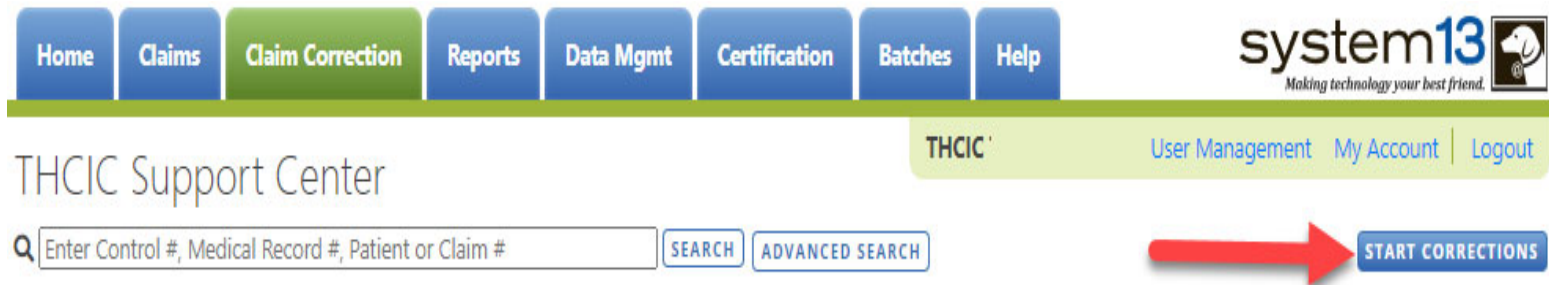 Home Claims Claim Correction Reports Data Mgmt Certification Batches Help
system13
@
Making technology your best friend.
THCIC '
User Management My Account Logout
THCIC Support Center
Enter Control #, Medical Record #, Patient or Claim #
SEARCH
ADVANCED SEARCH
START CORRECTIONS